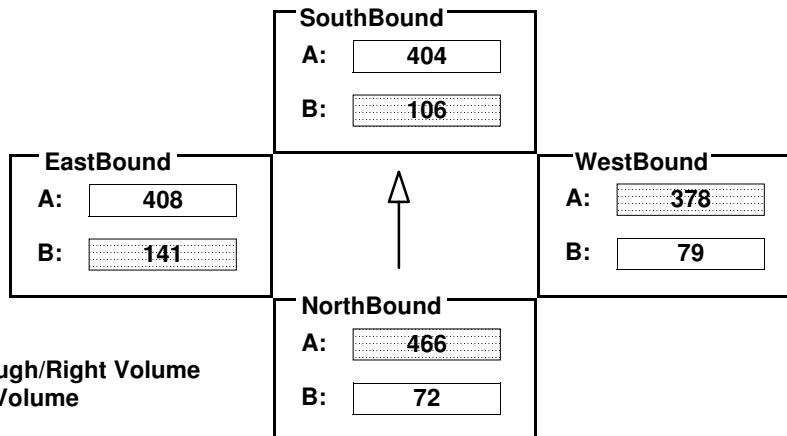 SouthBound
A: 404
B: 106
EastBound
A: 408
B: 141
WestBound
A: 378
B: 79
NorthBound
A: 466
B: 72
ugh/Right Volume
Volume